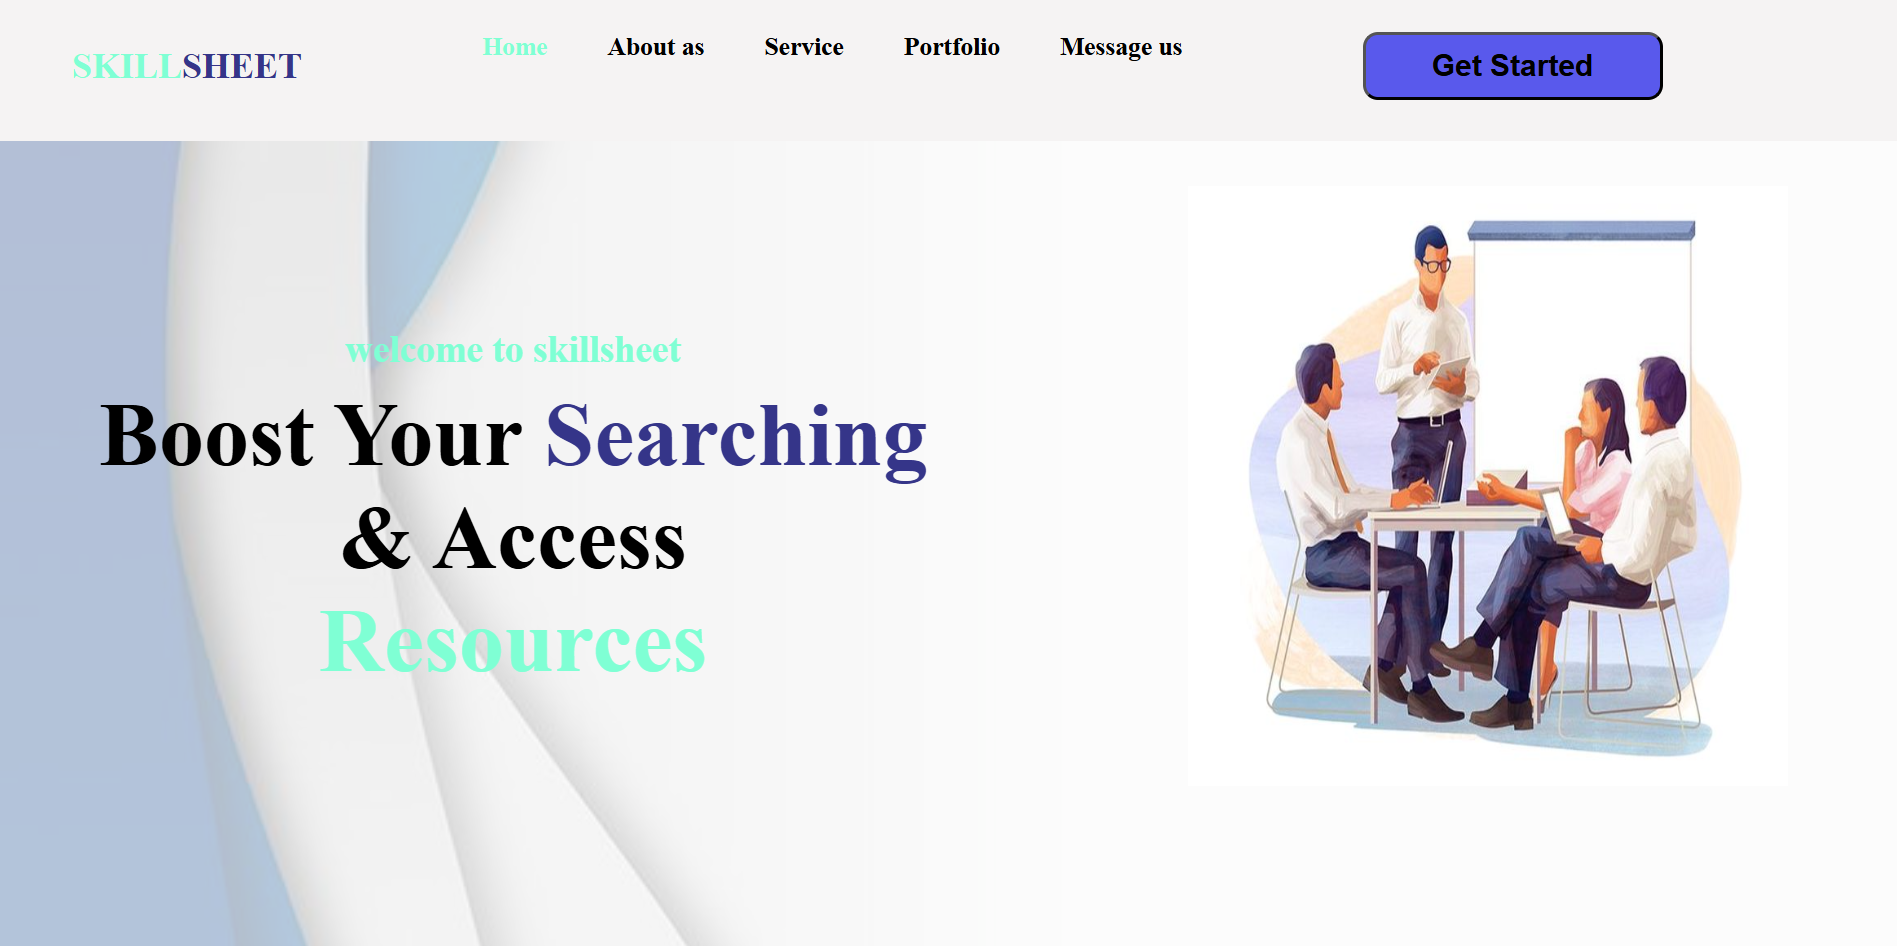 SKILLSHEET
Home
About as
Service
Portfolio
Message us
Get Started
welcome to skillsheet
Boost Your Searching
& Access
Resources